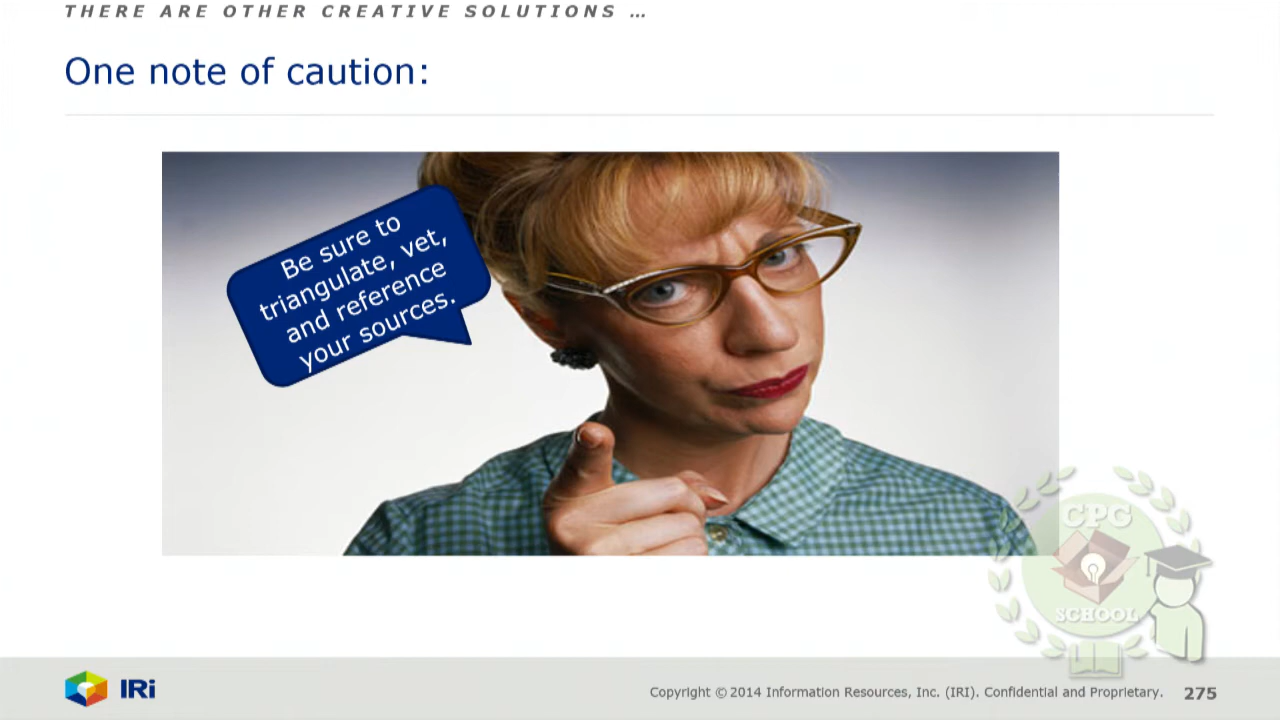 THERE ARE OTHER CREATIVE SOLUTIONS …
One note of caution:
Be sure to
triangulate, vet,
and reference
your sources.
CPG
SCHOOL
IRi
Copyright © 2014 Information Resources, Inc. (IRI). Confidential and Proprietary. 275